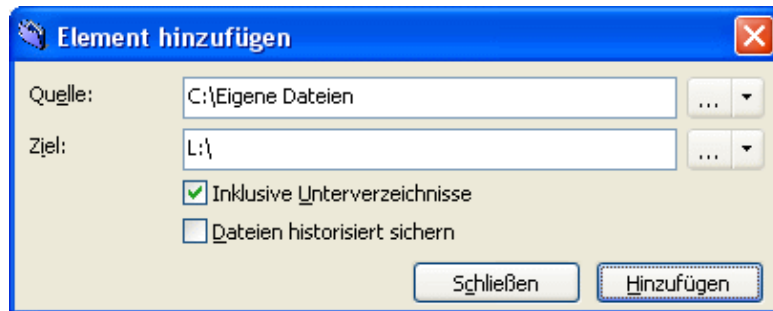 Element hinzufügen
Quelle: C:\Eigene Dateien ...
Ziel: L:\ ...
Inklusive Unterverzeichnisse
Dateien historisiert sichern
Schließen Hinzufügen